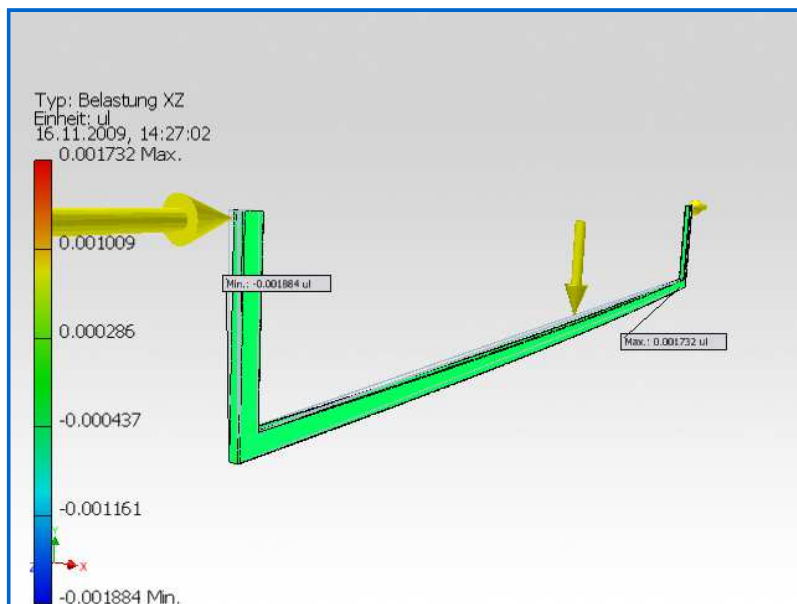 Typ: Belastung XZ
Einheit: ul
16.11.2009, 14:27:02
0.001732 Max.
0.001009
0.000286
-0.000437
-0.001161
-0.001884 Min.
Min.: -0.001884 ul
Max.: 0.001732 ul
Y
Z
X